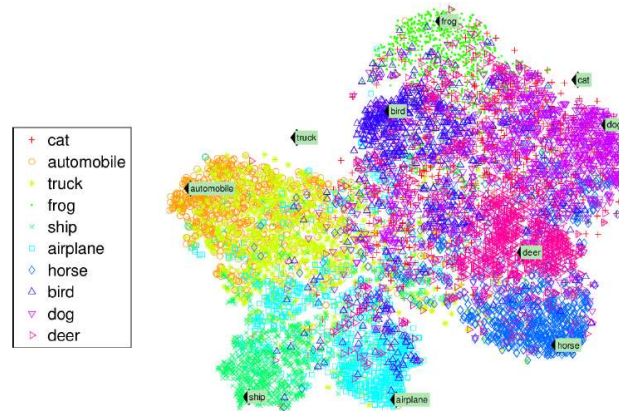 frog
cat
bird
dog
truck
automobile
deer
horse
ship
airplane
cat
automobile
truck
frog
ship
airplane
horse
bird
dog
deer